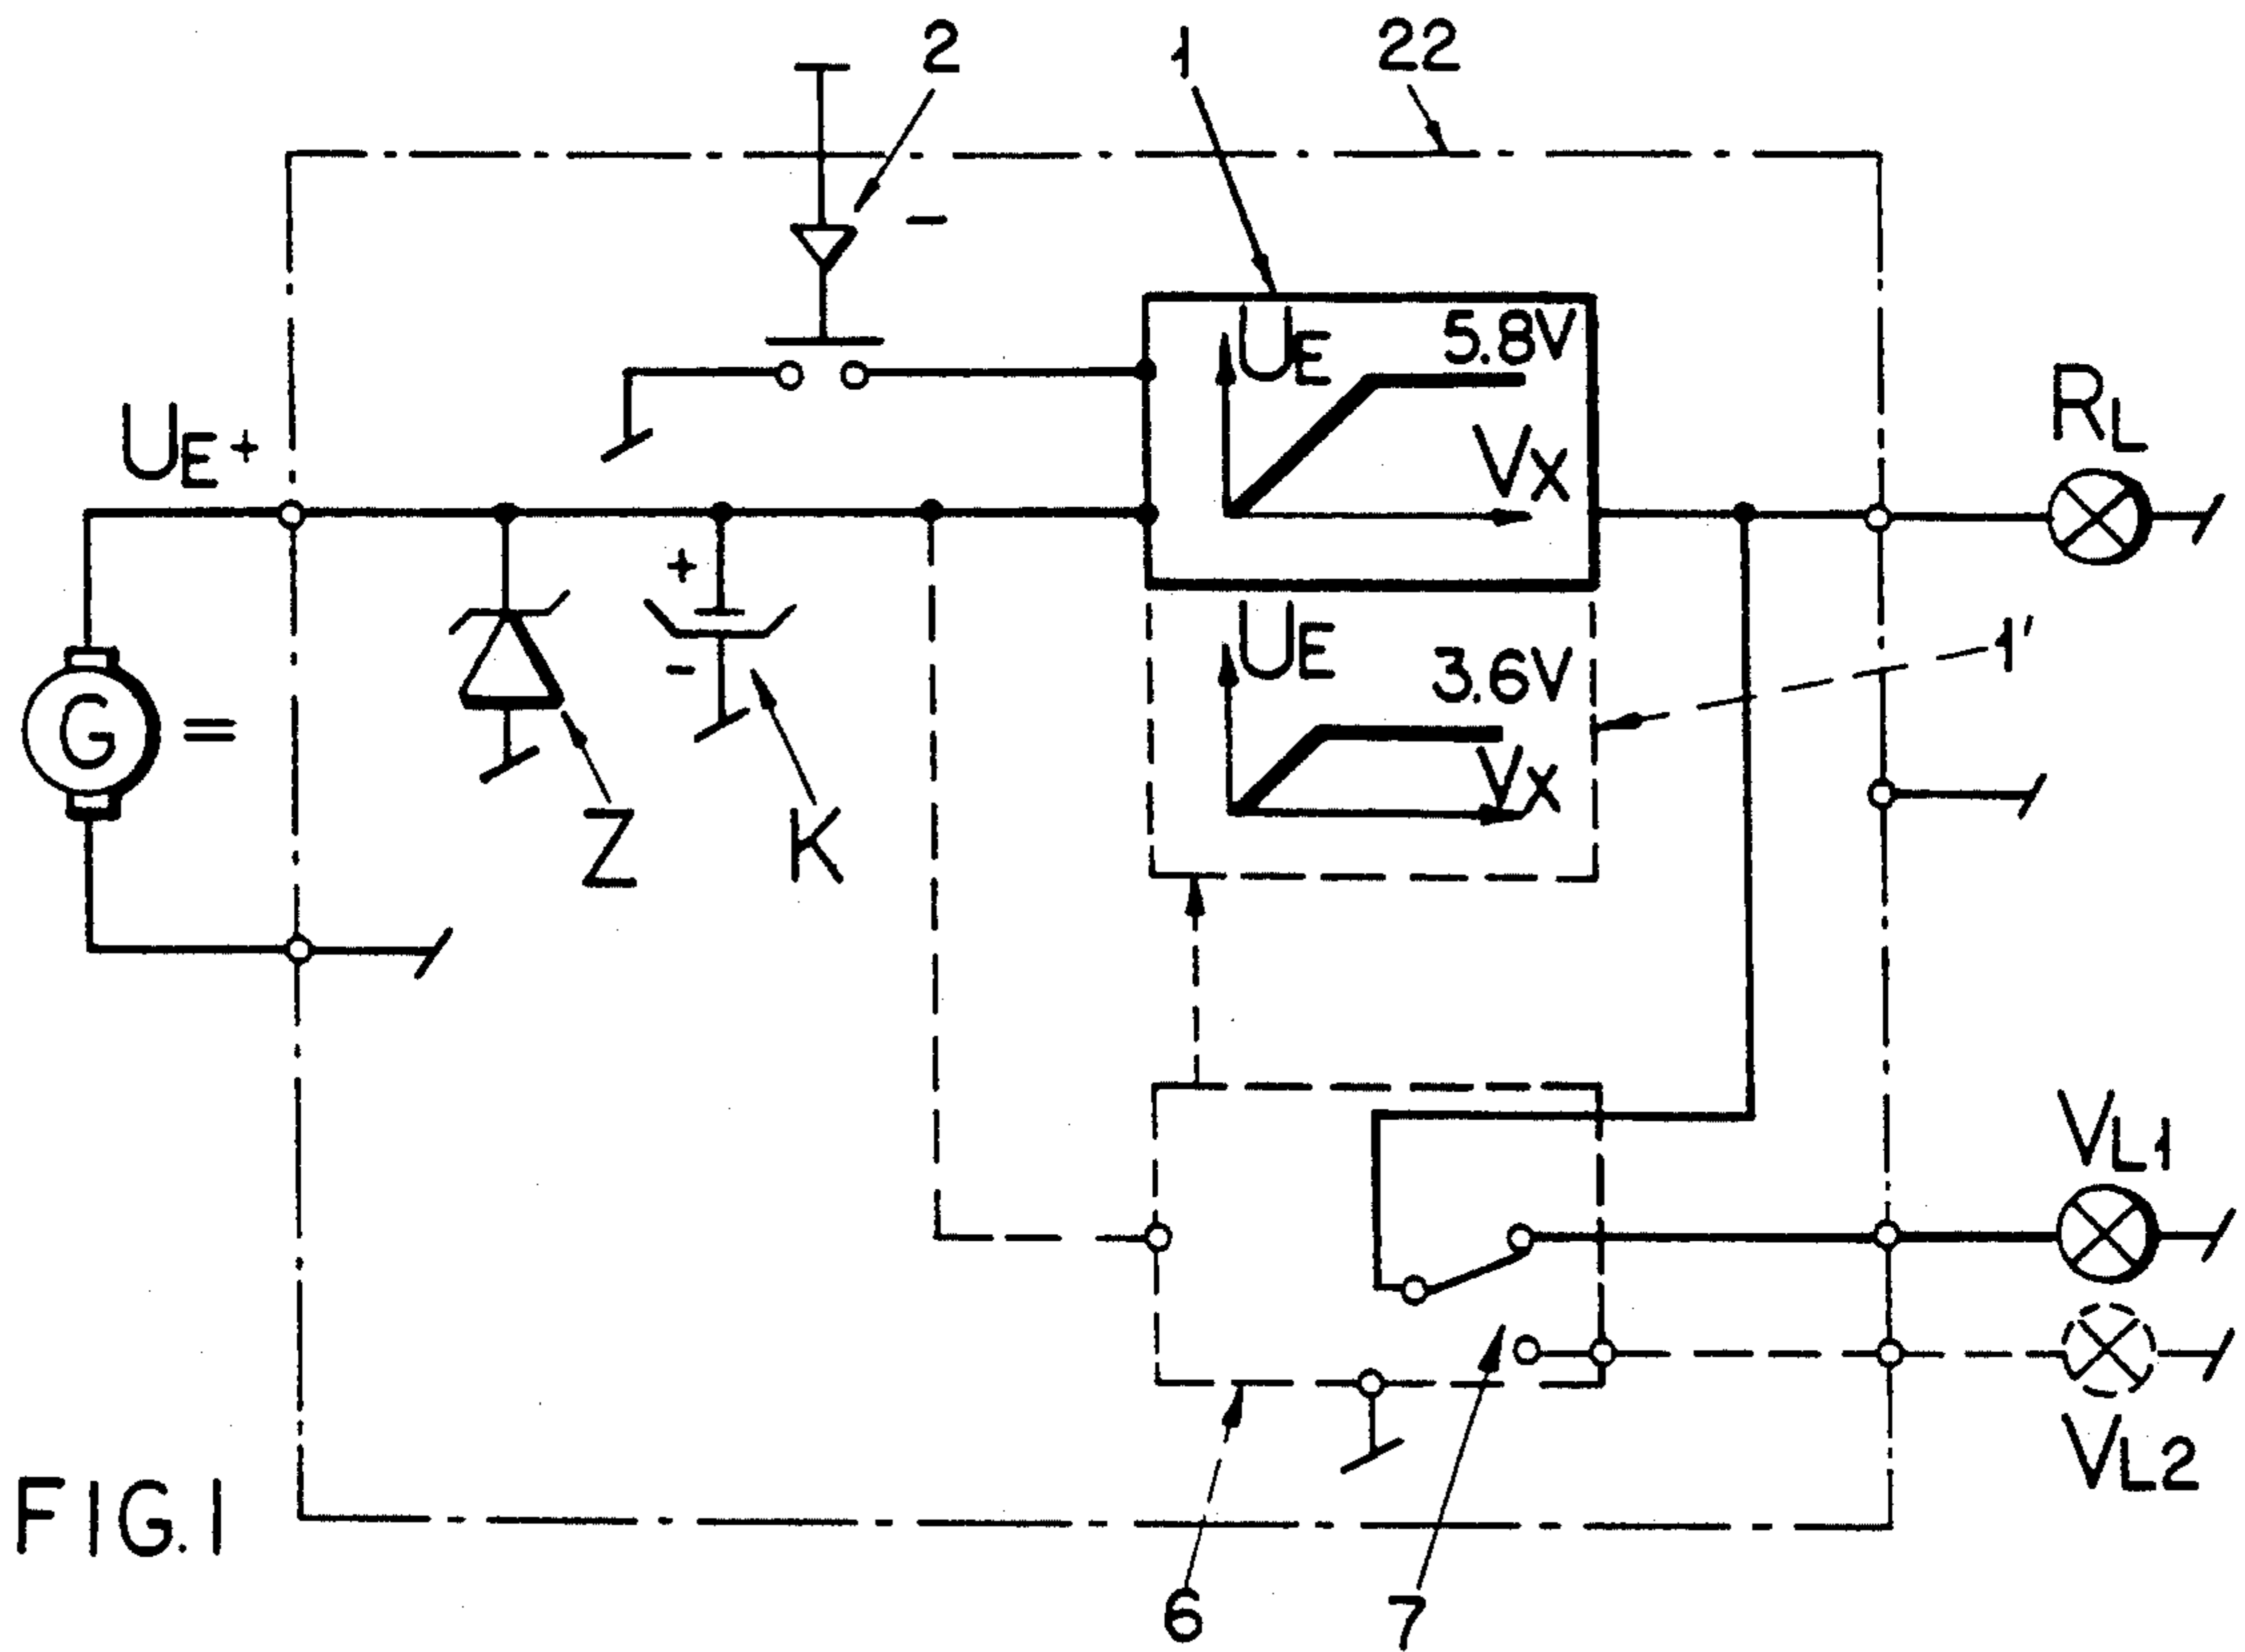 2
1
22
-
UE
5.8V
VX
UE+
RL
+
-
UE
3.6V
VX
1'
G
=
Z
K
VL1
VL2
FIG.1
6
7